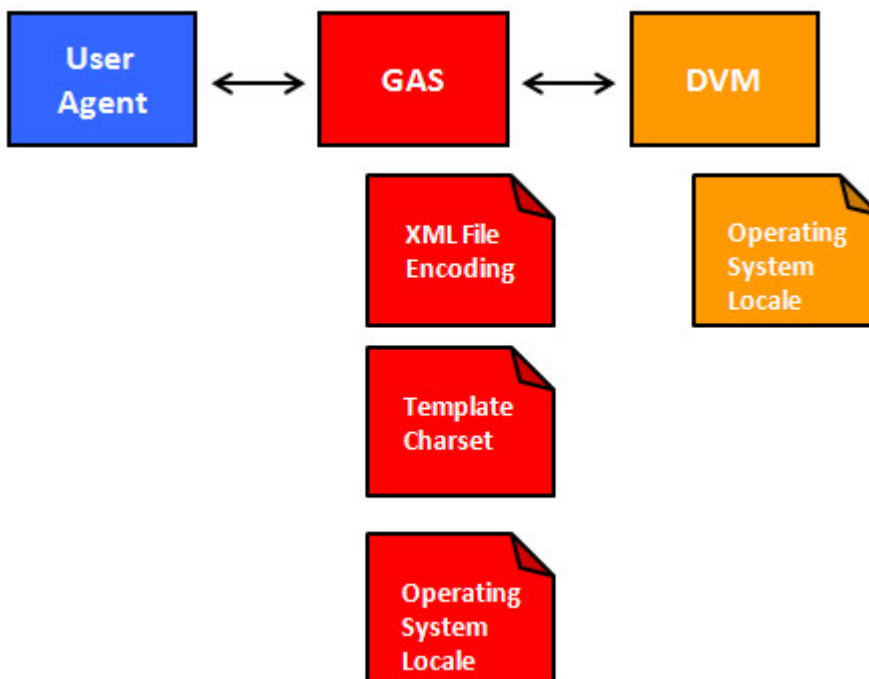 User
Agent
GAS
DVM
XML File
Encoding
Operating
System
Locale
Template
Charset
Operating
System
Locale